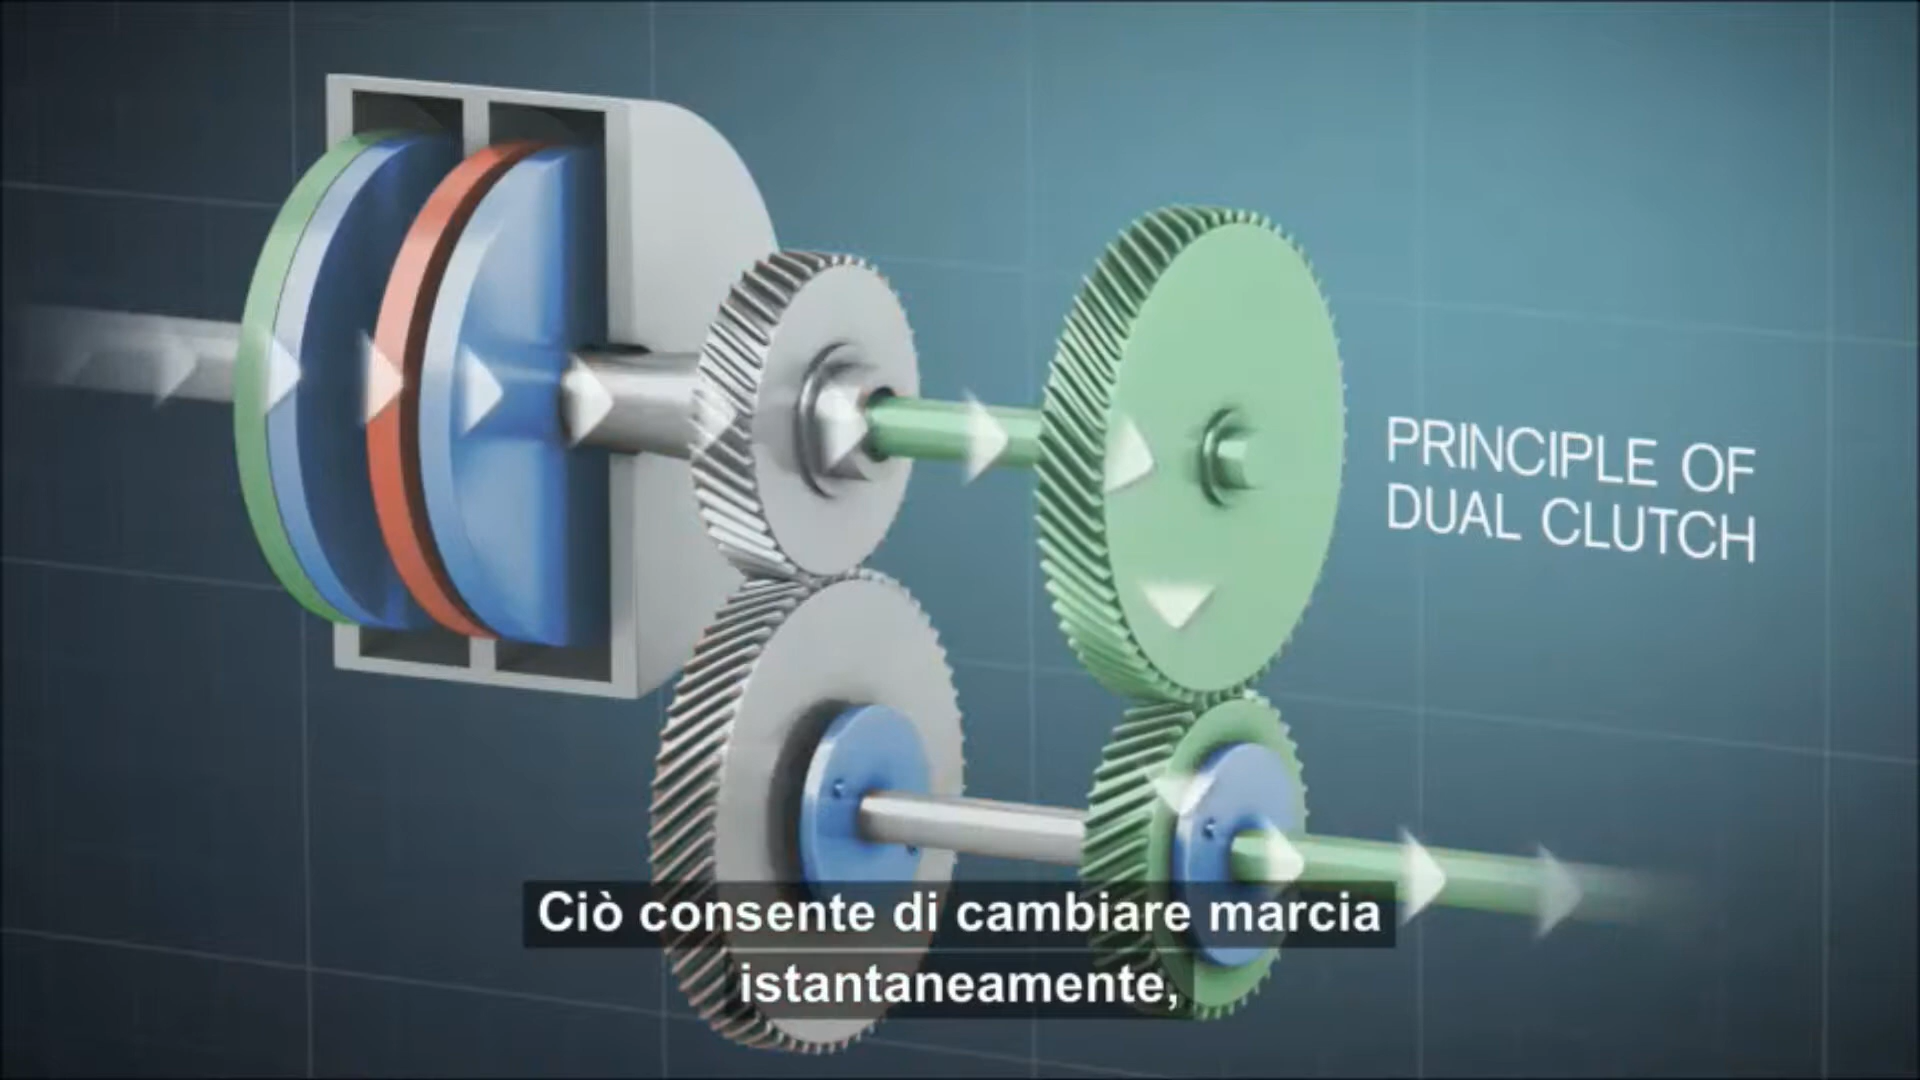 PRINCIPLE OF
DUAL CLUTCH
Ciò consente di cambiare marcia
istantaneamente,